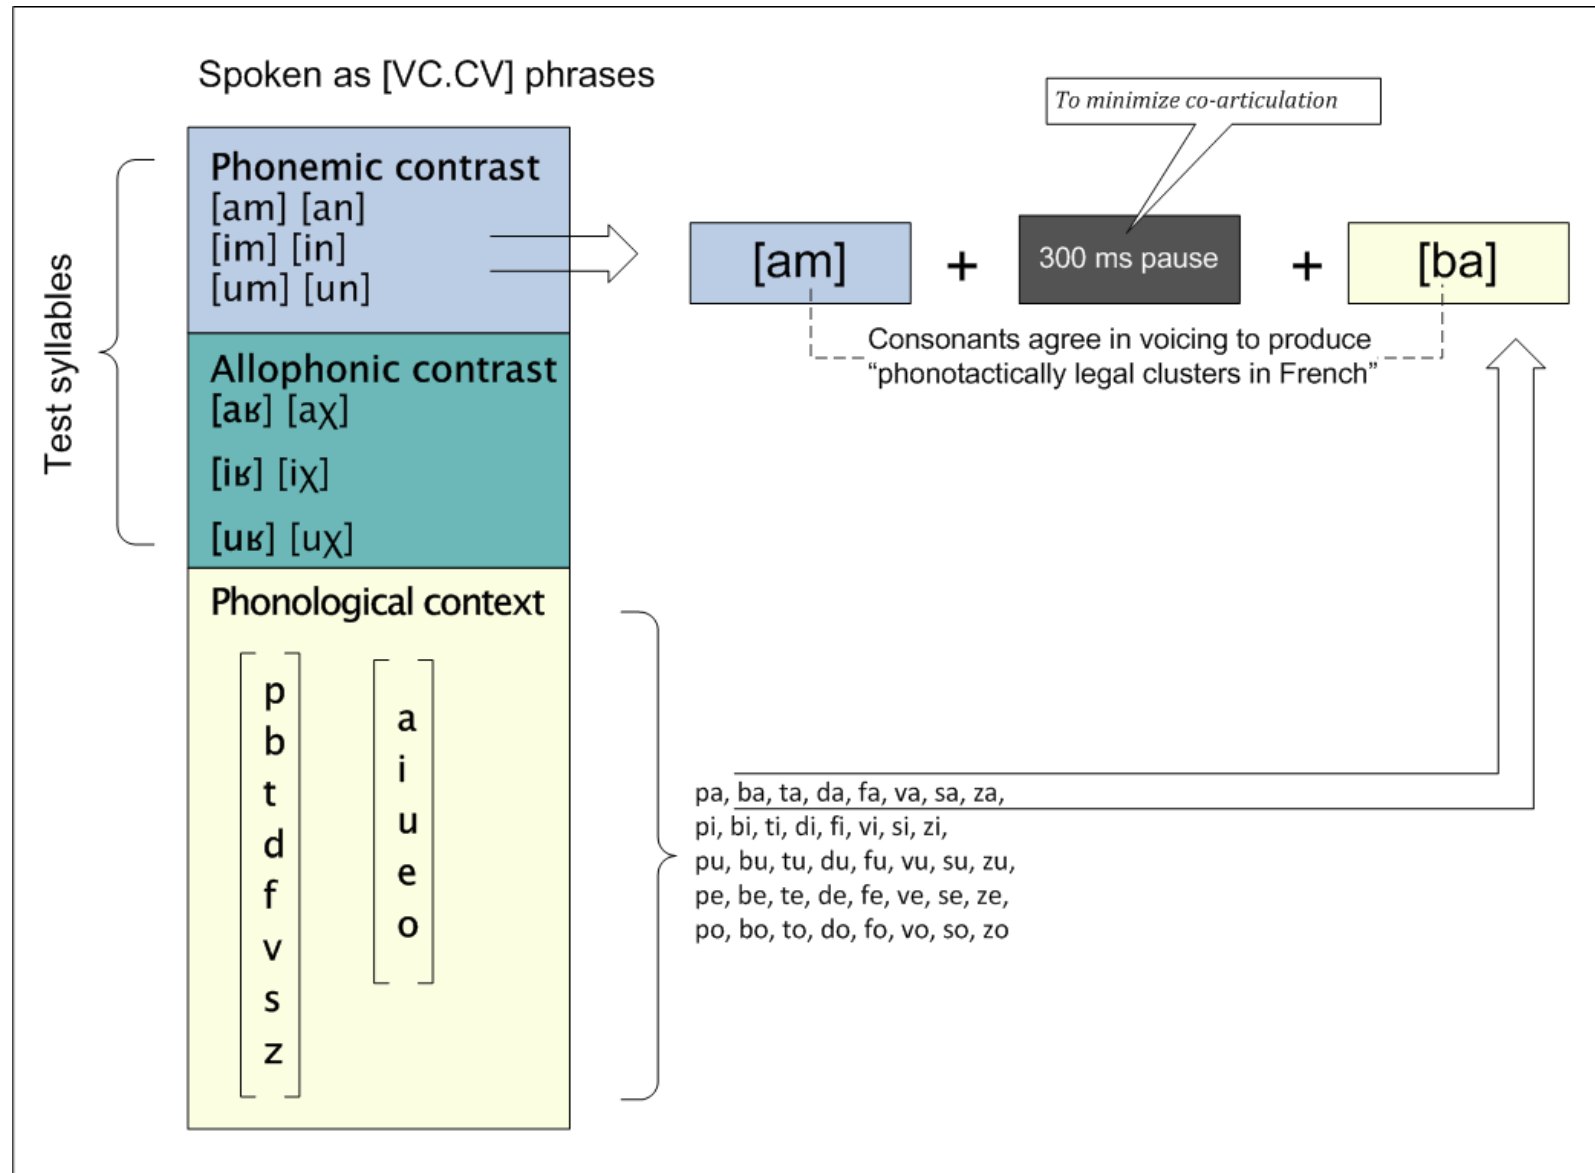 Spoken as [VC.CV] phrases
Test syllables
Phonemic contrast
[am] [an]
[im] [in]
[um] [un]
Allophonic contrast
[aʁ] [aχ]
[iʁ] [iχ]
[uʁ] [uχ]
Phonological context
p
b
t
d
f
v
s
z
a
i
u
e
o
To minimize co-articulation
[am] + 300 ms pause + [ba]
Consonants agree in voicing to produce
“phonotactically legal clusters in French”
pa, ba, ta, da, fa, va, sa, za,
pi, bi, ti, di, fi, vi, si, zi,
pu, bu, tu, du, fu, vu, su, zu,
pe, be, te, de, fe, ve, se, ze,
po, bo, to, do, fo, vo, so, zo